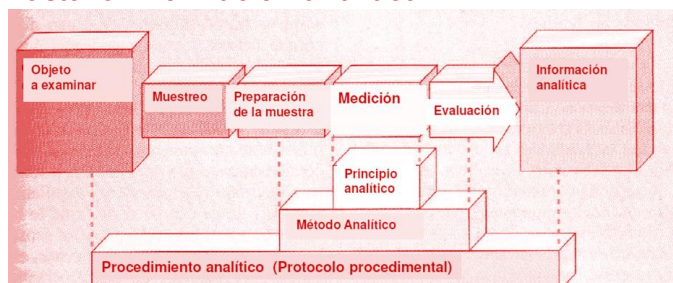 Objeto
a examinar
Muestreo
Preparación
de la muestra
Medición
Evaluación
Información
analítica
Principio
analítico
Método Analítico
Procedimiento analítico (Protocolo procedimental)